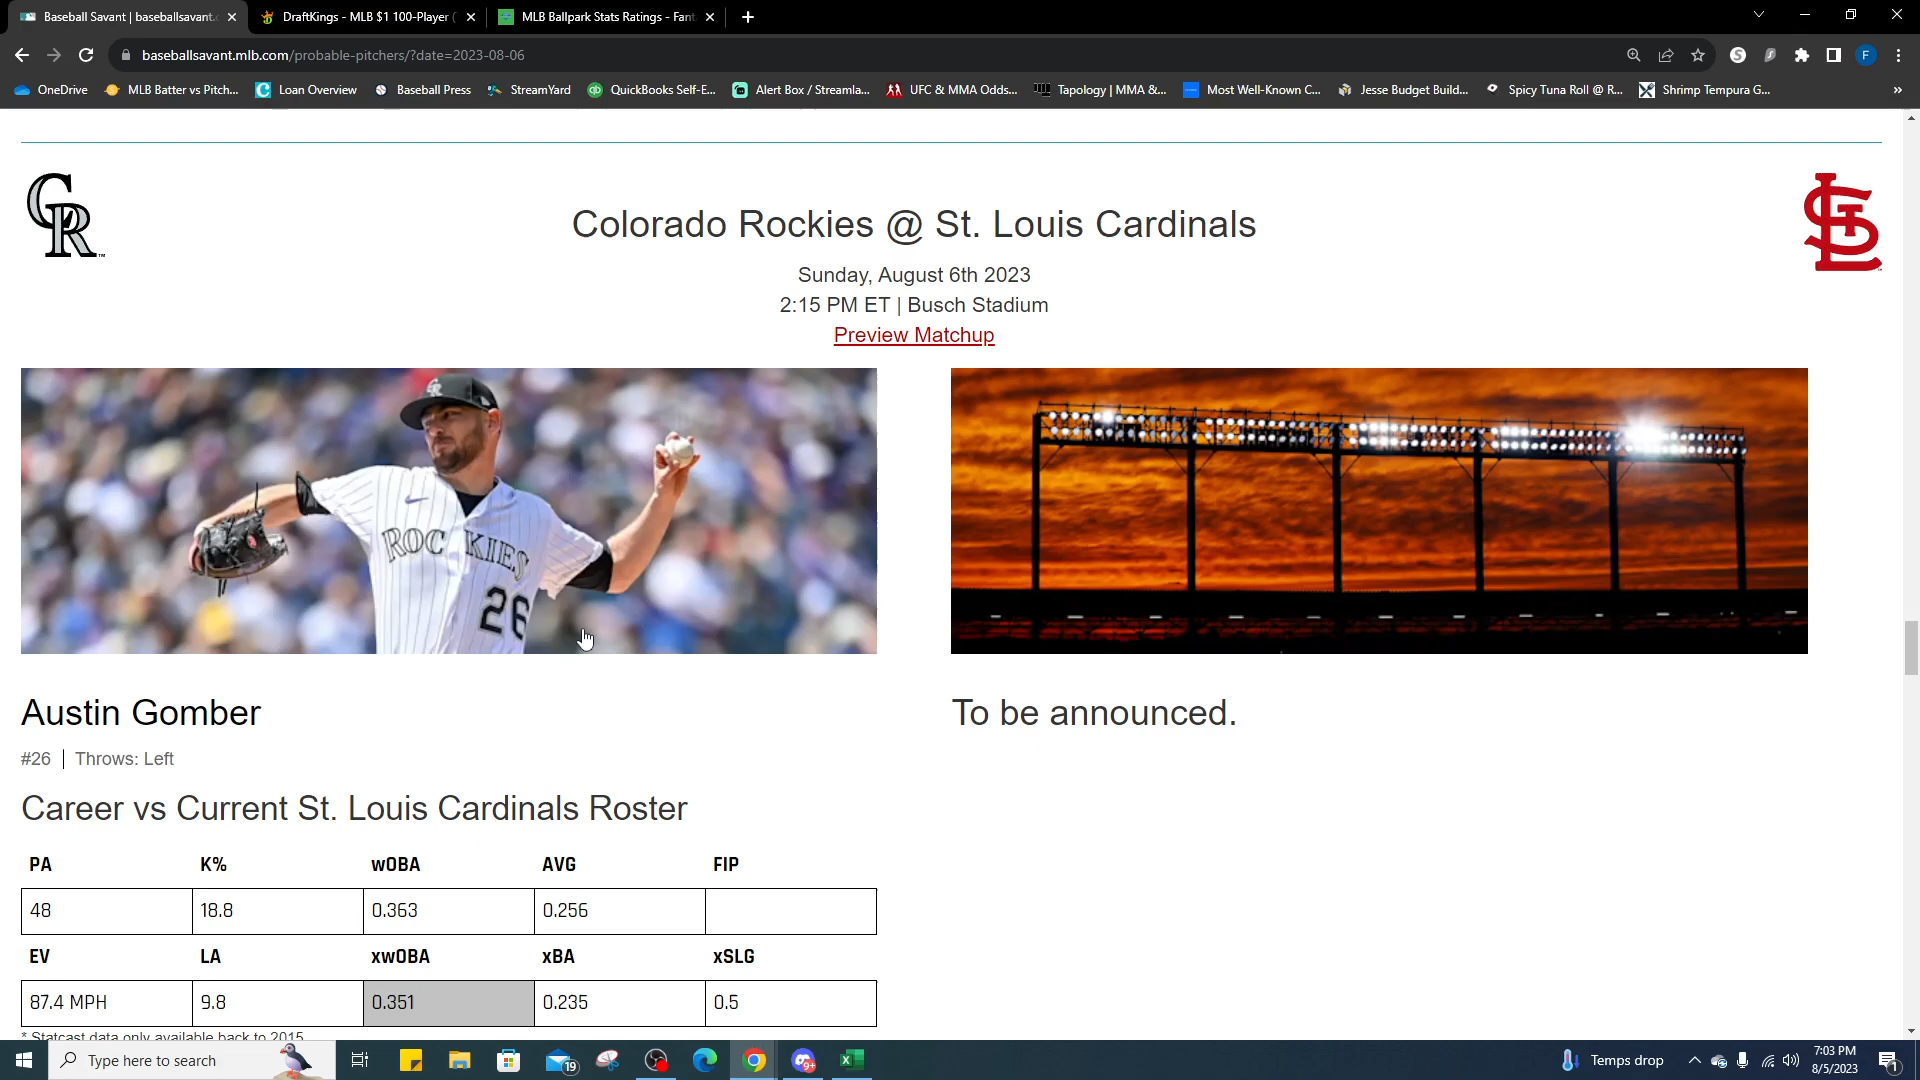 Baseball Savant | baseballsavant.
DraftKings - MLB $1 100-Player (
MLB Ballpark Stats Ratings - Fant
baseballsavant.mlb.com/probable-pitchers/?date=2023-08-06
OneDrive
MLB Batter vs Pitch...
Loan Overview
Baseball Press
StreamYard
QuickBooks Self-E...
Alert Box / Streamla...
UFC & MMA Odds...
Tapology | MMA &...
Most Well-Known C...
Jesse Budget Build...
Spicy Tuna Roll @ R...
Shrimp Tempura G...
»
CR
STL
Colorado Rockies @ St. Louis Cardinals
Sunday, August 6th 2023
2:15 PM ET | Busch Stadium
Preview Matchup
CR
ROCKIES
26
Austin Gomber
To be announced.
#26 | Throws: Left
Career vs Current St. Louis Cardinals Roster
PA K% wOBA AVG FIP
48 18.8 0.363 0.256
EV LA xwOBA xBA xSLG
87.4 MPH 9.8 0.351 0.235 0.5
* Statcast data only available back to 2015
Type here to search
19
9+
Temps drop
7:03 PM
8/5/2023
1